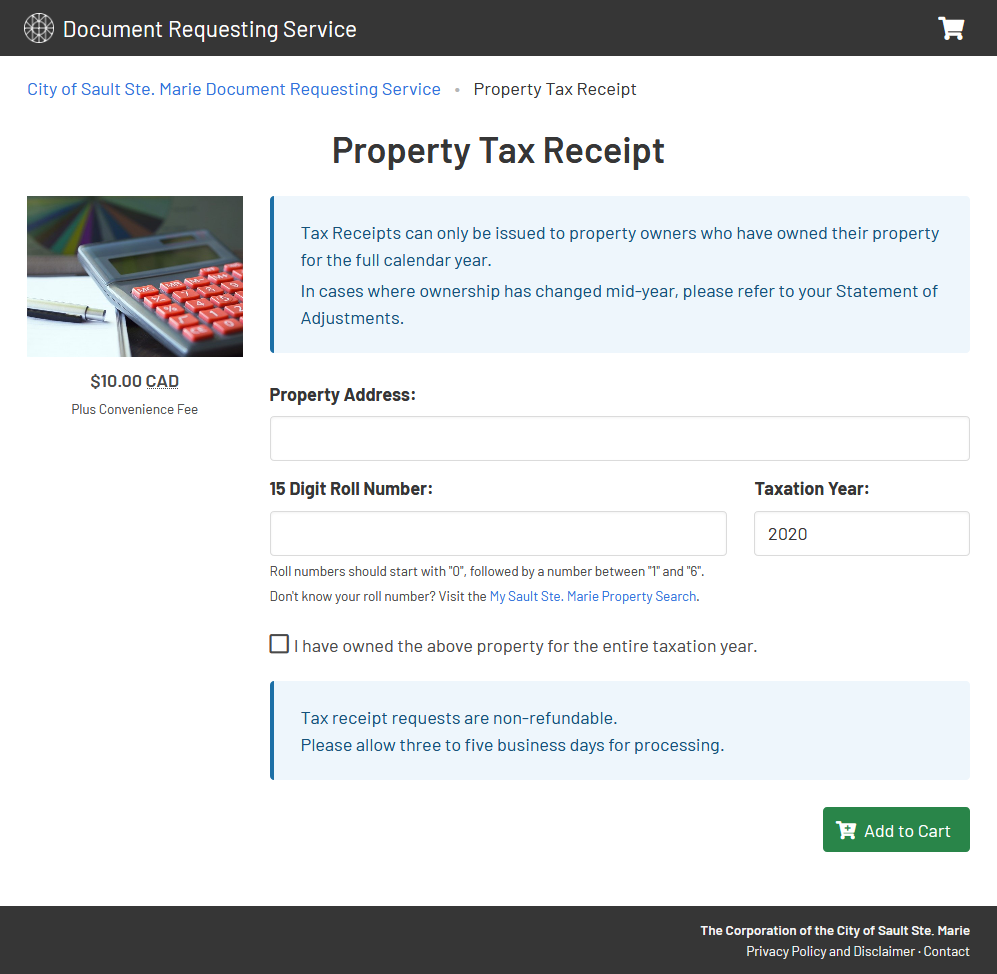 Document Requesting Service
City of Sault Ste. Marie Document Requesting Service • Property Tax Receipt
Property Tax Receipt
Tax Receipts can only be issued to property owners who have owned their property
for the full calendar year.
In cases where ownership has changed mid-year, please refer to your Statement of
Adjustments.
$10.00 CAD
Plus Convenience Fee
Property Address:
15 Digit Roll Number:
Taxation Year:
2020
Roll numbers should start with "0", followed by a number between "1" and "6".
Don't know your roll number? Visit the My Sault Ste. Marie Property Search.
I have owned the above property for the entire taxation year.
Tax receipt requests are non-refundable.
Please allow three to five business days for processing.
Add to Cart
The Corporation of the City of Sault Ste. Marie
Privacy Policy and Disclaimer · Contact